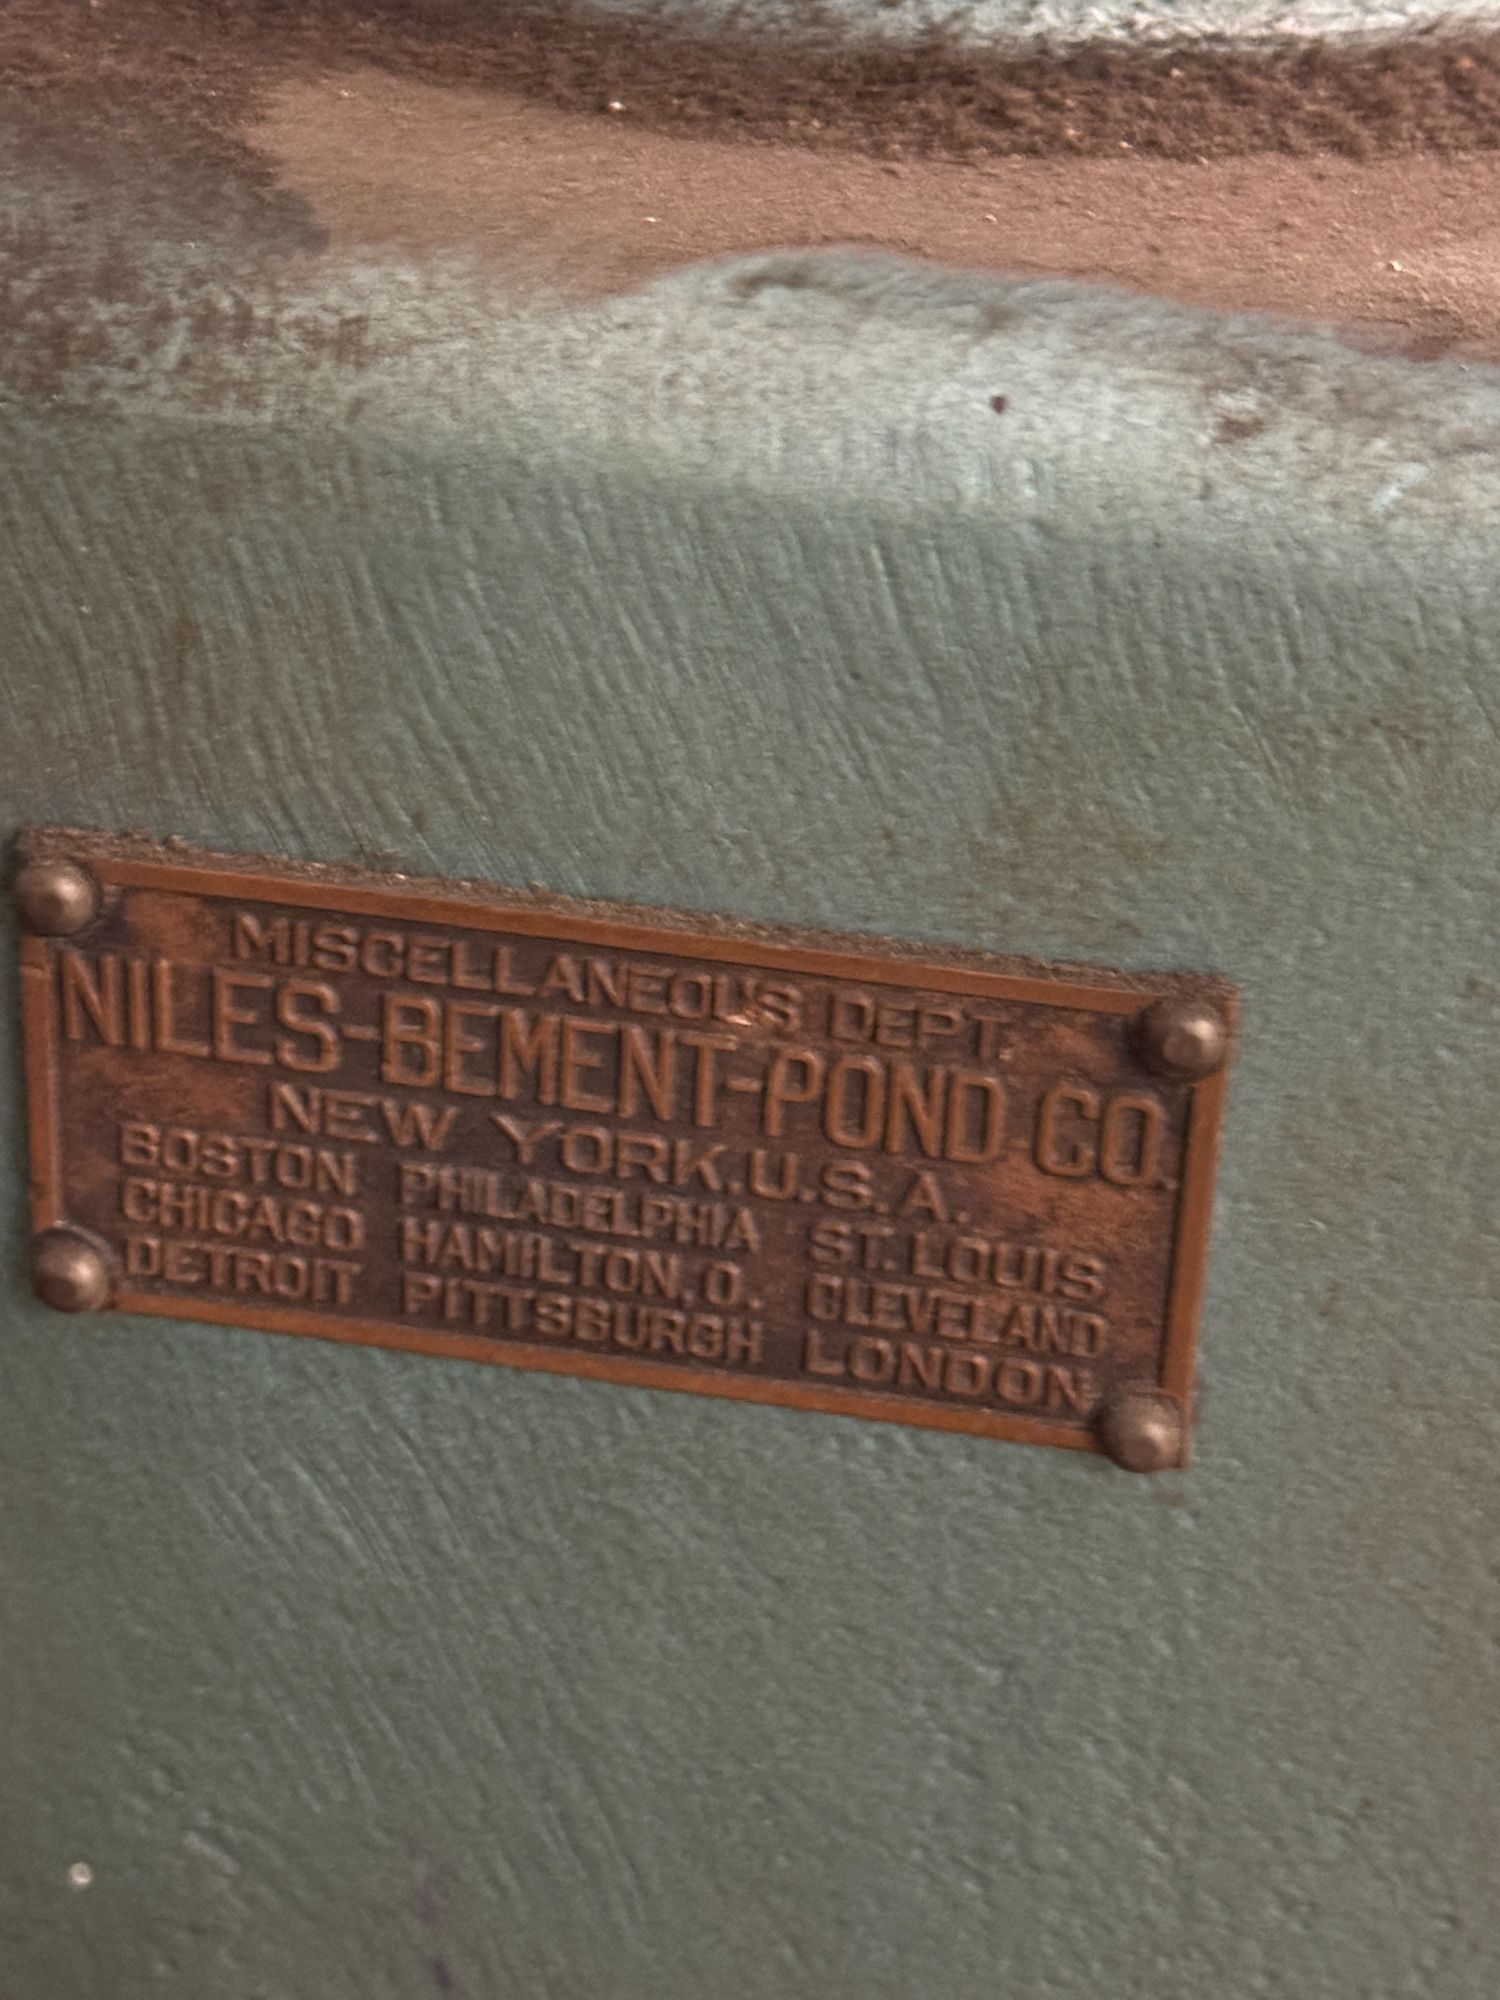 MISCELLANEOUS DEPT.
NILES-BEMENT-POND CO.
NEW YORK, U.S.A.
BOSTON PHILADELPHIA ST. LOUIS
CHICAGO HAMILTON, O. CLEVELAND
DETROIT PITTSBURGH LONDON